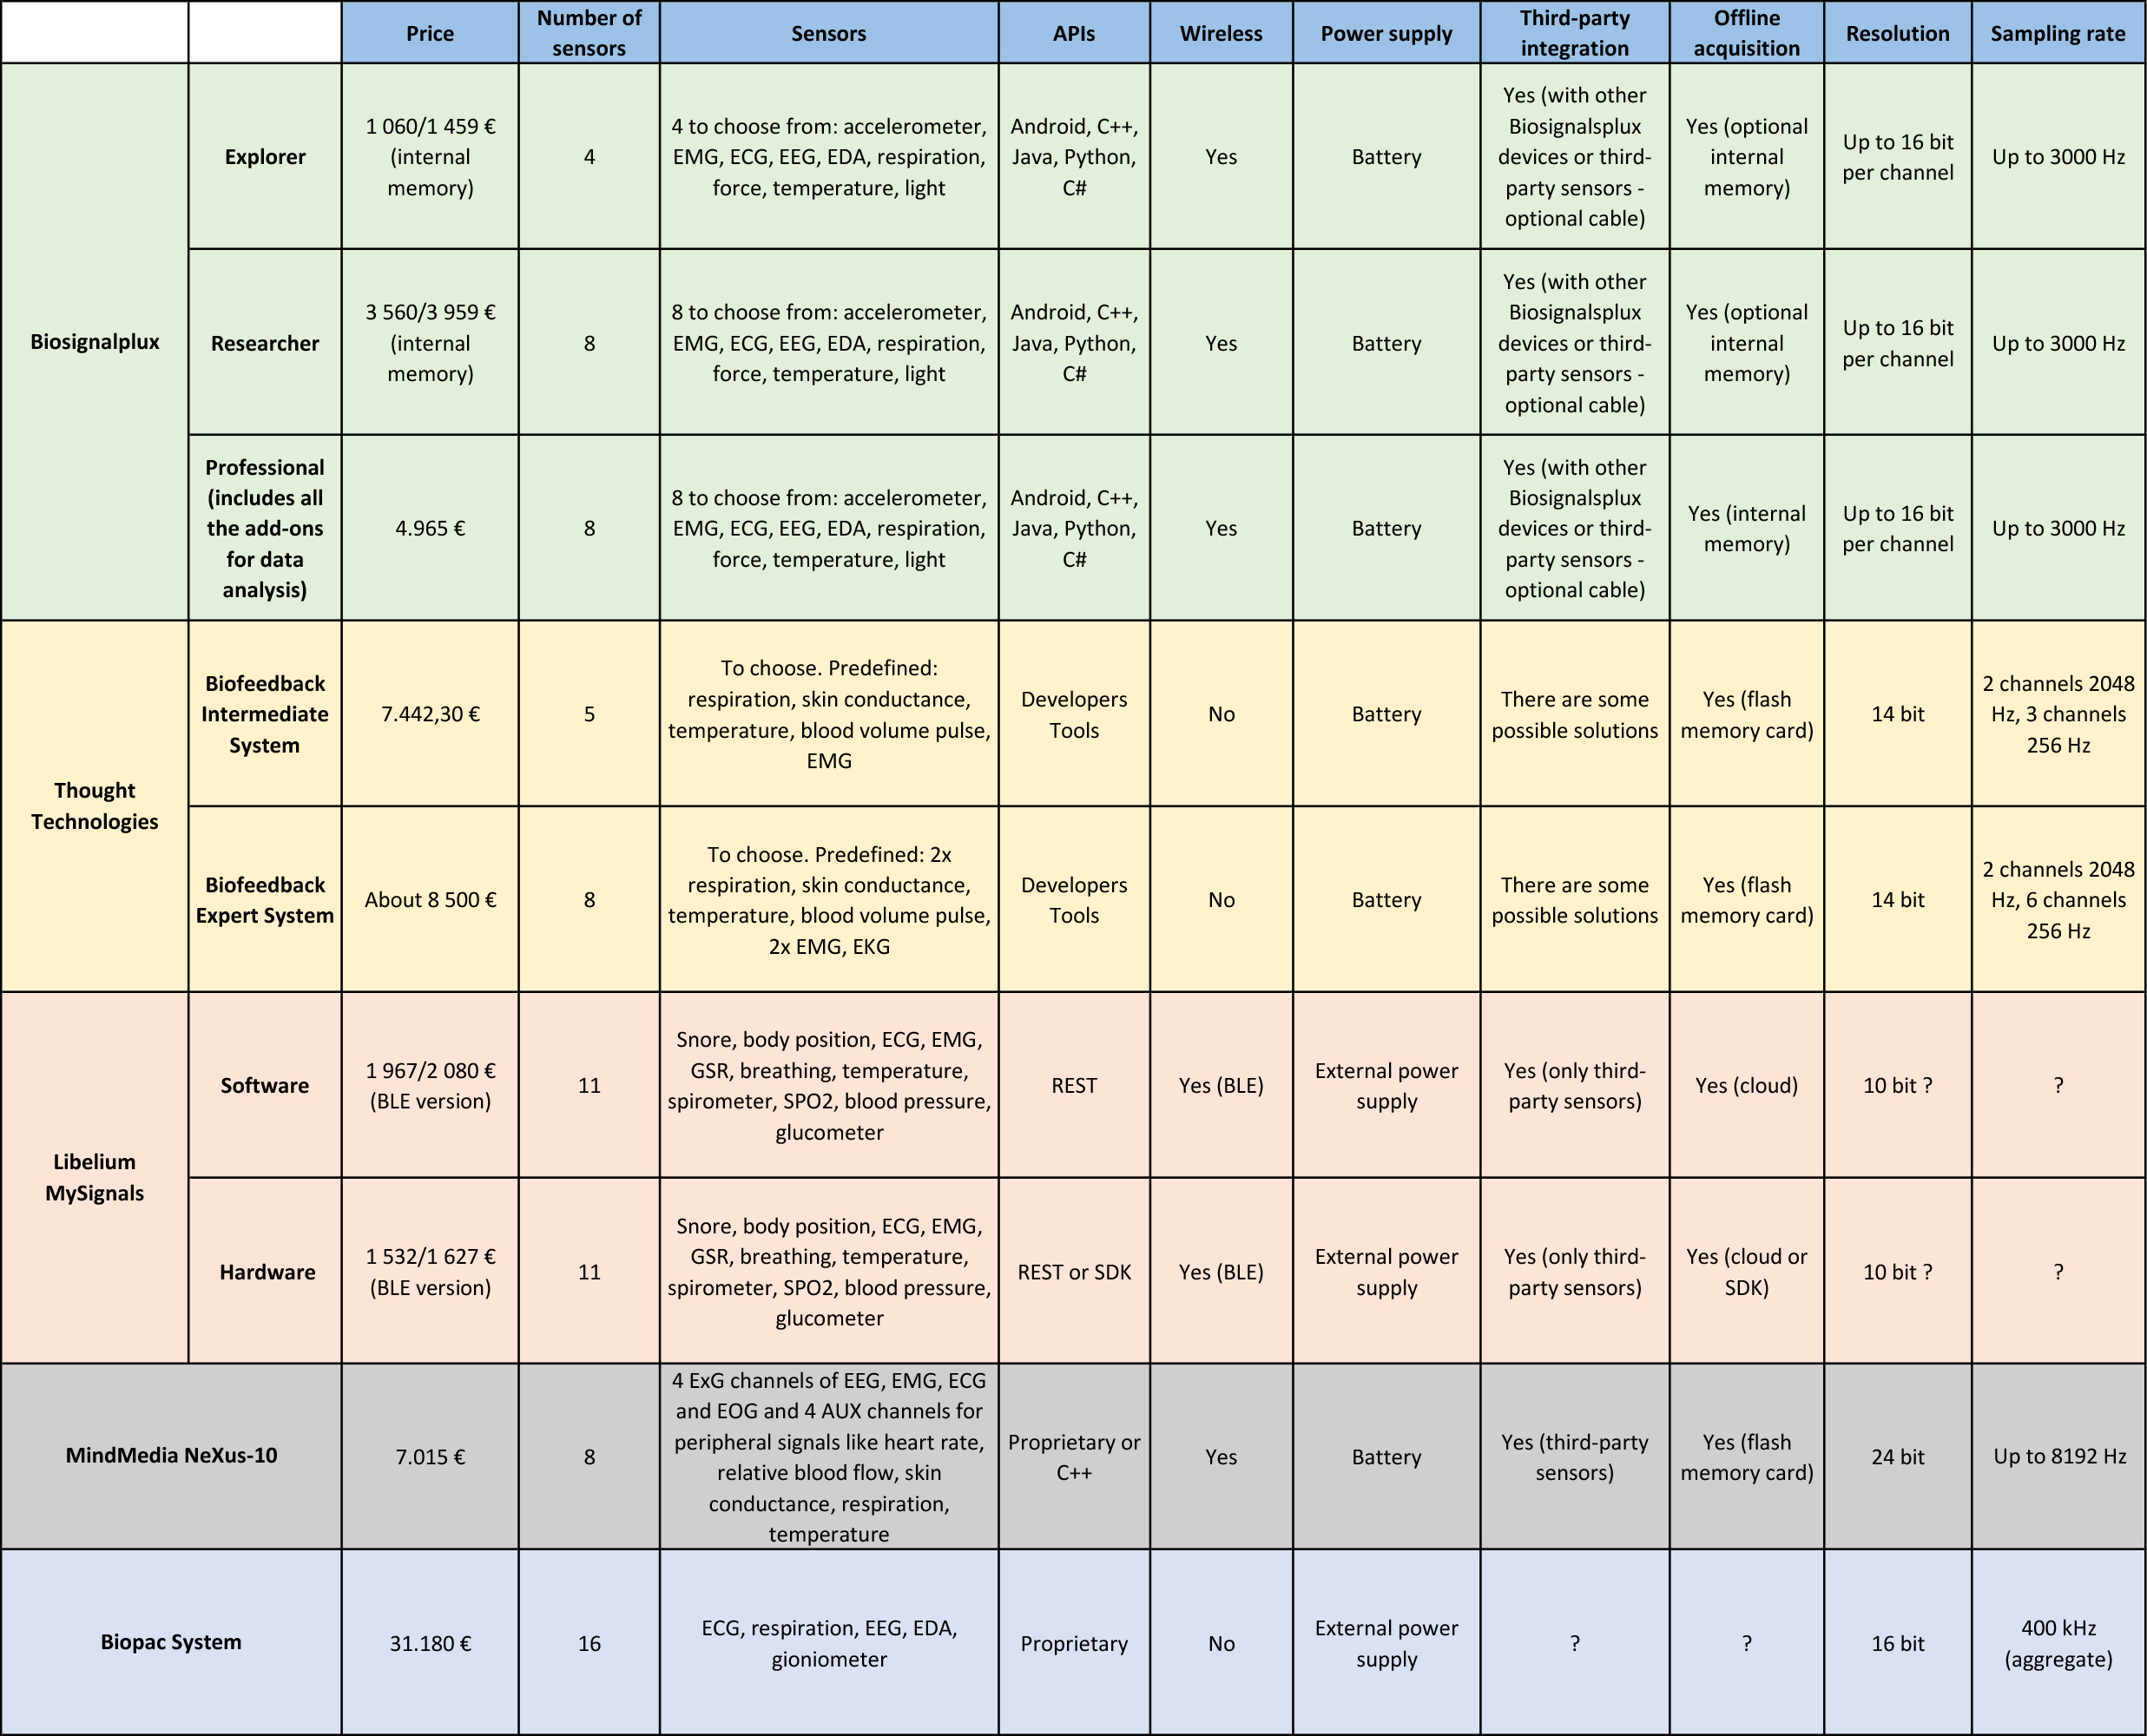 Price
Number of
sensors
Sensors
APIs
Wireless
Power supply
Third-party
integration
Offline
acquisition
Resolution
Sampling rate
Biosignalplux
Explorer
1 060/1 459 €
(internal
memory)
4
4 to choose from: accelerometer,
EMG, ECG, EEG, EDA, respiration,
force, temperature, light
Android, C++,
Java, Python,
C#
Yes
Battery
Yes (with other
Biosignalsplux
devices or third-
party sensors -
optional cable)
Yes (optional
internal
memory)
Up to 16 bit
per channel
Up to 3000 Hz
Researcher
3 560/3 959 €
(internal
memory)
8
8 to choose from: accelerometer,
EMG, ECG, EEG, EDA, respiration,
force, temperature, light
Android, C++,
Java, Python,
C#
Yes
Battery
Yes (with other
Biosignalsplux
devices or third-
party sensors -
optional cable)
Yes (optional
internal
memory)
Up to 16 bit
per channel
Up to 3000 Hz
Professional
(includes all
the add-ons
for data
analysis)
4.965 €
8
8 to choose from: accelerometer,
EMG, ECG, EEG, EDA, respiration,
force, temperature, light
Android, C++,
Java, Python,
C#
Yes
Battery
Yes (with other
Biosignalsplux
devices or third-
party sensors -
optional cable)
Yes (internal
memory)
Up to 16 bit
per channel
Up to 3000 Hz
Thought
Technologies
Biofeedback
Intermediate
System
7.442,30 €
5
To choose. Predefined:
respiration, skin conductance,
temperature, blood volume pulse,
EMG
Developers
Tools
No
Battery
There are some
possible solutions
Yes (flash
memory card)
14 bit
2 channels 2048
Hz, 3 channels
256 Hz
Biofeedback
Expert System
About 8 500 €
8
To choose. Predefined: 2x
respiration, skin conductance,
temperature, blood volume pulse,
2x EMG, EKG
Developers
Tools
No
Battery
There are some
possible solutions
Yes (flash
memory card)
14 bit
2 channels 2048
Hz, 6 channels
256 Hz
Libelium
MySignals
Software
1 967/2 080 €
(BLE version)
11
Snore, body position, ECG, EMG,
GSR, breathing, temperature,
spirometer, SPO2, blood pressure,
glucometer
REST
Yes (BLE)
External power
supply
Yes (only third-
party sensors)
Yes (cloud)
10 bit ?
?
Hardware
1 532/1 627 €
(BLE version)
11
Snore, body position, ECG, EMG,
GSR, breathing, temperature,
spirometer, SPO2, blood pressure,
glucometer
REST or SDK
Yes (BLE)
External power
supply
Yes (only third-
party sensors)
Yes (cloud or
SDK)
10 bit ?
?
MindMedia NeXus-10
7.015 €
8
4 ExG channels of EEG, EMG, ECG
and EOG and 4 AUX channels for
peripheral signals like heart rate,
relative blood flow, skin
conductance, respiration,
temperature
Proprietary or
C++
Yes
Battery
Yes (third-party
sensors)
Yes (flash
memory card)
24 bit
Up to 8192 Hz
Biopac System
31.180 €
16
ECG, respiration, EEG, EDA,
gioniometer
Proprietary
No
External power
supply
?
?
16 bit
400 kHz
(aggregate)